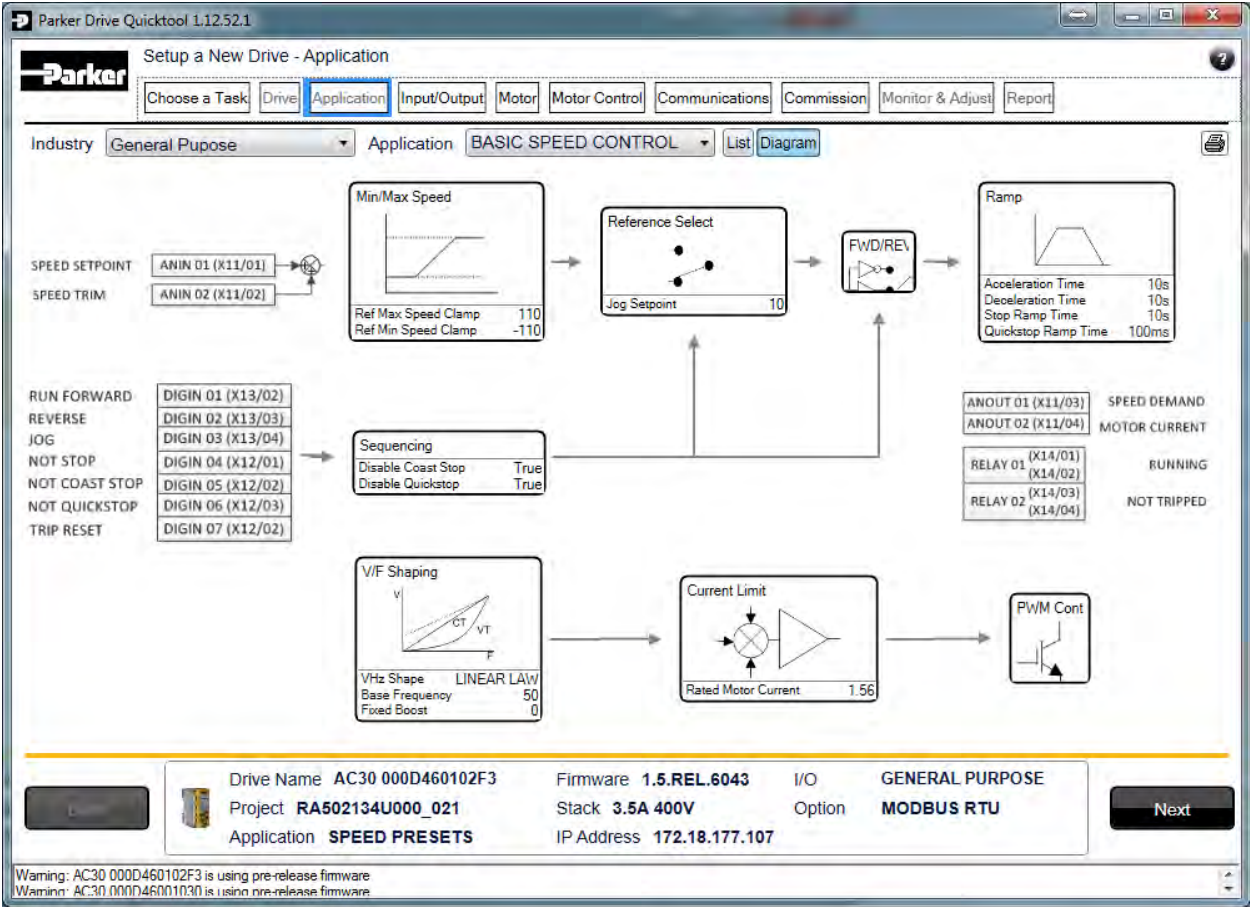 Parker Drive Quicktool 1.12.52.1
Parker
Setup a New Drive - Application
?
Choose a Task Drive Application Input/Output Motor Motor Control Communications Commission Monitor & Adjust Report
Industry General Pupose Application BASIC SPEED CONTROL List Diagram
Min/Max Speed
Ref Max Speed Clamp 110
Ref Min Speed Clamp -110
Reference Select
Jog Setpoint 10
FWD/REV
Ramp
Acceleration Time 10s
Deceleration Time 10s
Stop Ramp Time 10s
Quickstop Ramp Time 100ms
SPEED SETPOINT ANIN 01 (X11/01)
SPEED TRIM ANIN 02 (X11/02)
RUN FORWARD DIGIN 01 (X13/02)
REVERSE DIGIN 02 (X13/03)
JOG DIGIN 03 (X13/04)
NOT STOP DIGIN 04 (X12/01)
NOT COAST STOP DIGIN 05 (X12/02)
NOT QUICKSTOP DIGIN 06 (X12/03)
TRIP RESET DIGIN 07 (X12/02)
Sequencing
Disable Coast Stop True
Disable Quickstop True
ANOUT 01 (X11/03) SPEED DEMAND
ANOUT 02 (X11/04) MOTOR CURRENT
RELAY 01 (X14/01) (X14/02) RUNNING
RELAY 02 (X14/03) (X14/04) NOT TRIPPED
V/F Shaping
V
CT
VT
F
VHz Shape LINEAR LAW
Base Frequency 50
Fixed Boost 0
Current Limit
Rated Motor Current 1.56
PWM Cont
Drive Name AC30 000D460102F3 Firmware 1.5.REL.6043 I/O GENERAL PURPOSE
Project RA502134U000_021 Stack 3.5A 400V Option MODBUS RTU
Application SPEED PRESETS IP Address 172.18.177.107
Next
Warning: AC30 000D460102F3 is using pre-release firmware
Warning: AC30 000D46001030 is using pre-release firmware